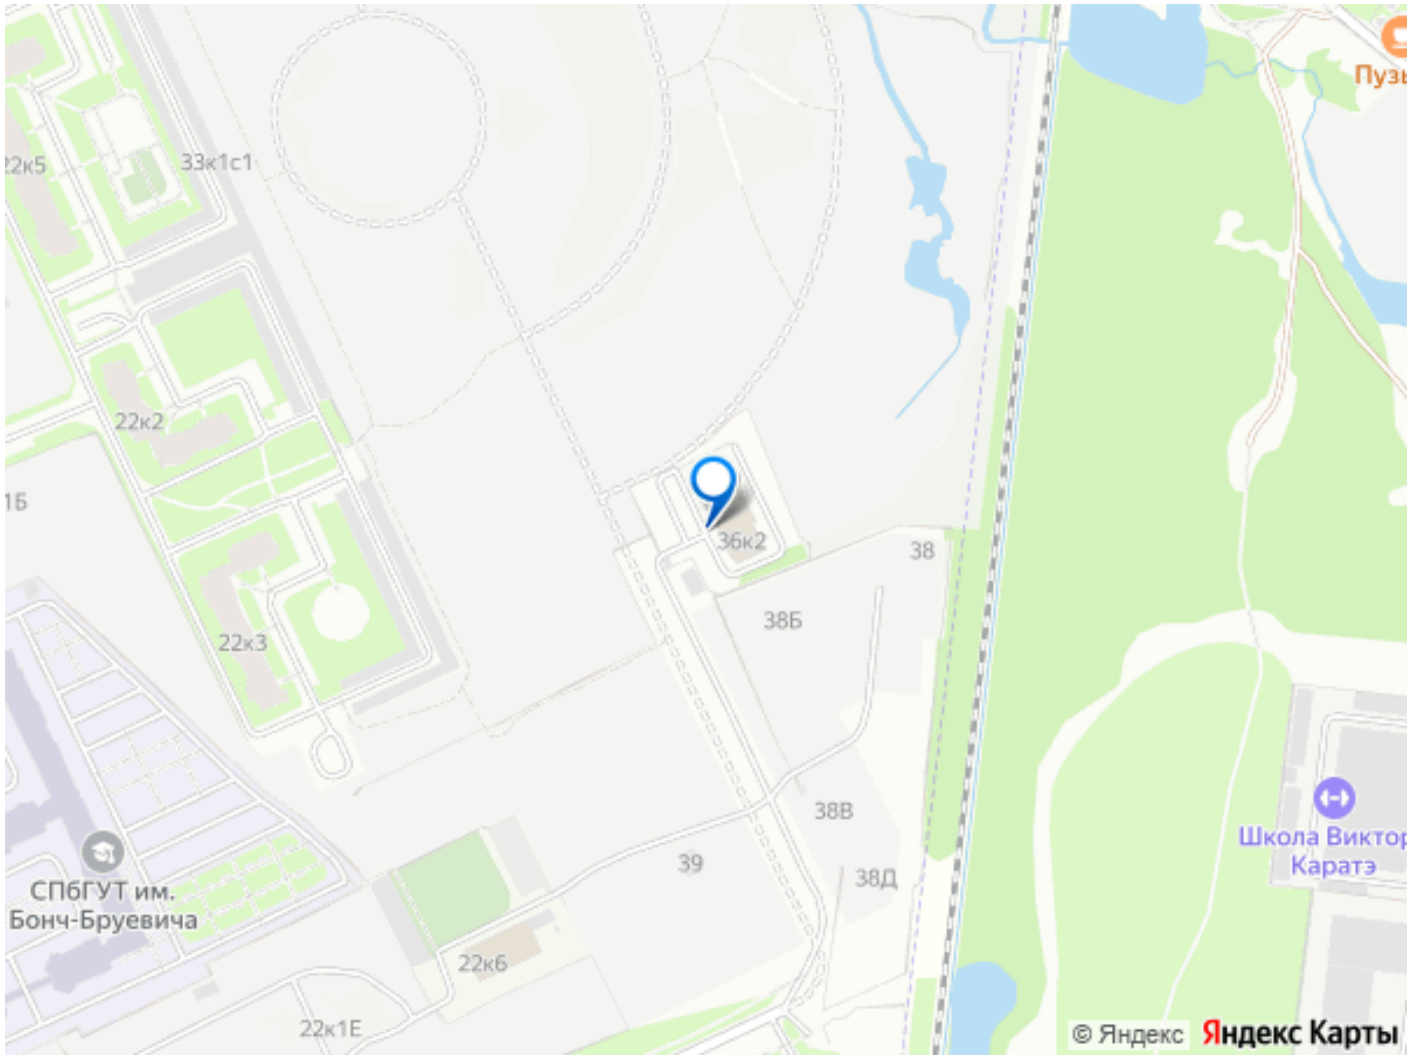 Пузы
22к5
33к1с1
22к2
1Б
36к2
38
38Б
22к3
38В
Школа Виктор
Каратэ
39
38Д
СПбГУТ им.
Бонч-Бруевича
22к6
22к1Е
© Яндекс Яндекс Карты